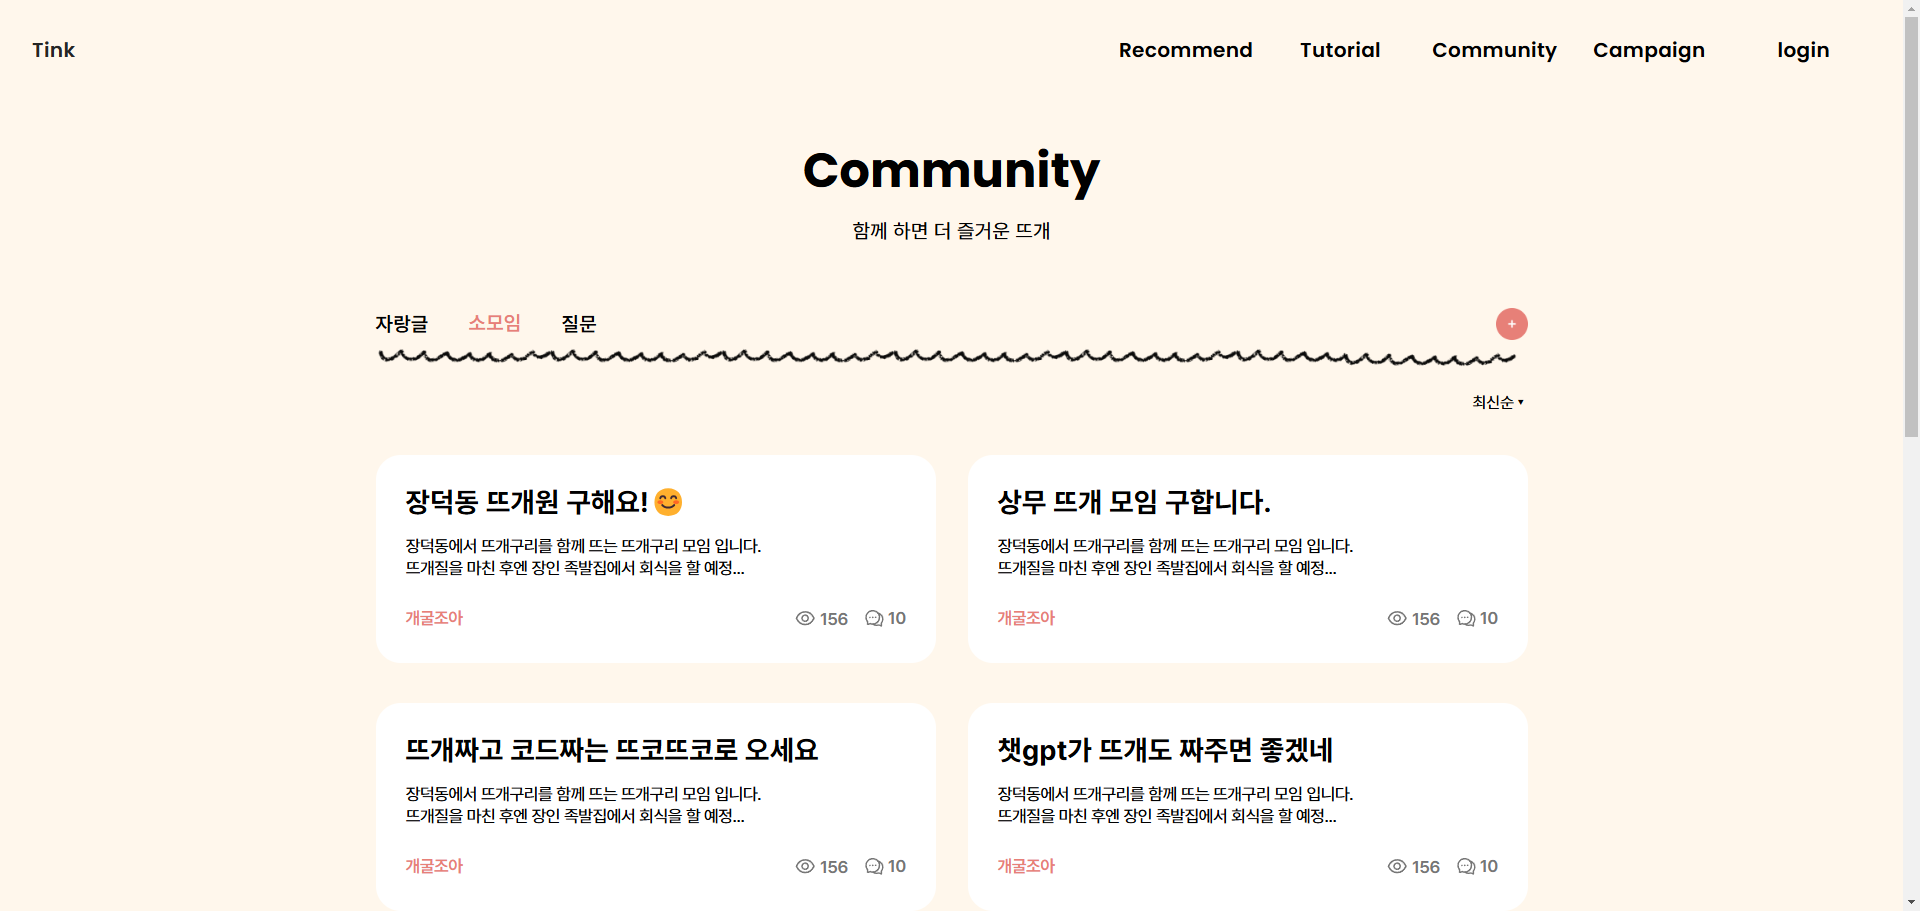 Tink
Recommend Tutorial Community Campaign login
Community
함께 하면 더 즐거운 뜨개
자랑글 소모임 질문 +
최신순 ▾
장덕동 뜨개원 구해요! 😊
장덕동에서 뜨개구리를 함께 뜨는 뜨개구리 모임 입니다.
뜨개질을 마친 후엔 장인 족발집에서 회식을 할 예정...
개굴조아 156 10
상무 뜨개 모임 구합니다.
장덕동에서 뜨개구리를 함께 뜨는 뜨개구리 모임 입니다.
뜨개질을 마친 후엔 장인 족발집에서 회식을 할 예정...
개굴조아 156 10
뜨개짜고 코드짜는 뜨코뜨코로 오세요
장덕동에서 뜨개구리를 함께 뜨는 뜨개구리 모임 입니다.
뜨개질을 마친 후엔 장인 족발집에서 회식을 할 예정...
개굴조아 156 10
챗gpt가 뜨개도 짜주면 좋겠네
장덕동에서 뜨개구리를 함께 뜨는 뜨개구리 모임 입니다.
뜨개질을 마친 후엔 장인 족발집에서 회식을 할 예정...
개굴조아 156 10